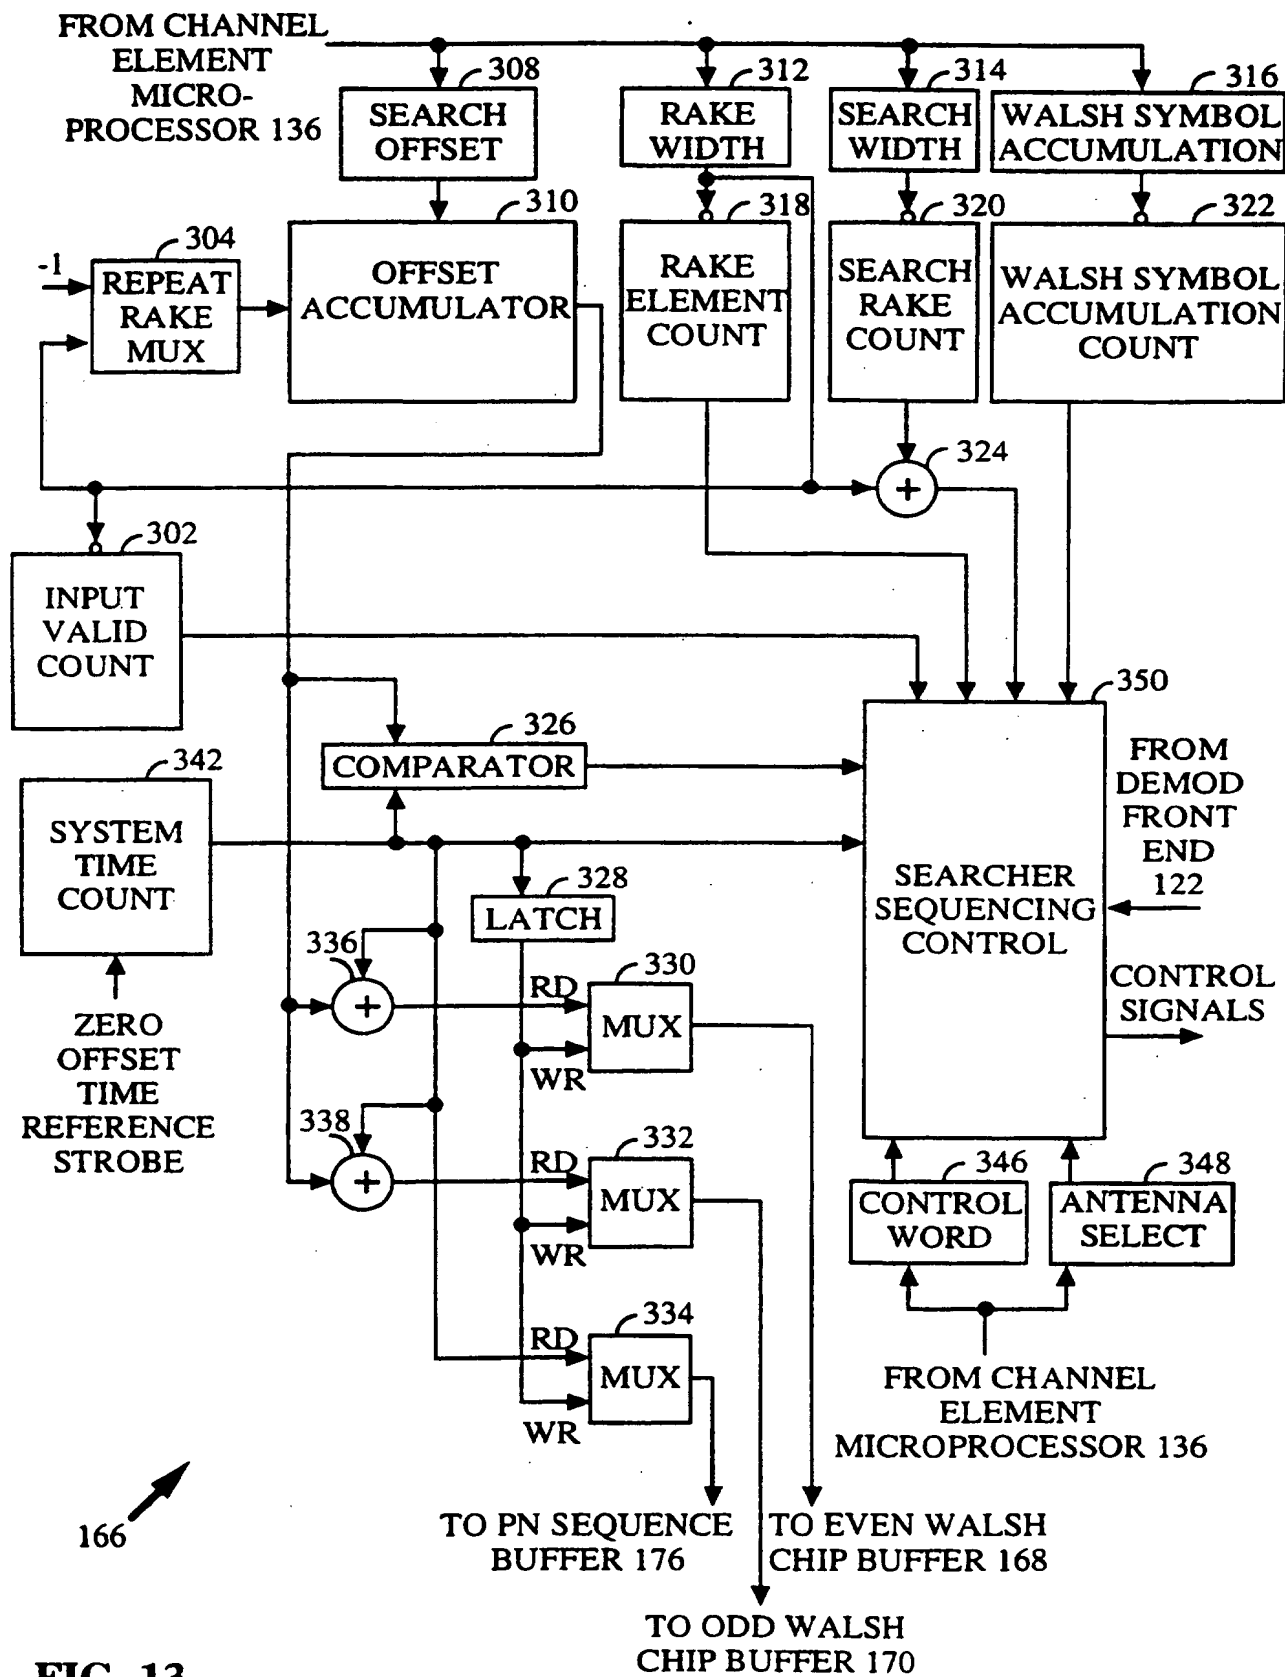 FROM CHANNEL
ELEMENT
MICRO-
PROCESSOR 136
308
SEARCH
OFFSET
312
RAKE
WIDTH
314
SEARCH
WIDTH
316
WALSH SYMBOL
ACCUMULATION
-1
304
REPEAT
RAKE
MUX
310
OFFSET
ACCUMULATOR
318
RAKE
ELEMENT
COUNT
320
SEARCH
RAKE
COUNT
322
WALSH SYMBOL
ACCUMULATION
COUNT
324
+
302
INPUT
VALID
COUNT
326
COMPARATOR
350
SEARCHER
SEQUENCING
CONTROL
FROM
DEMOD
FRONT
END
122
CONTROL
SIGNALS
342
SYSTEM
TIME
COUNT
328
LATCH
336
+
RD
330
MUX
WR
ZERO
OFFSET
TIME
REFERENCE
STROBE
338
+
RD
332
MUX
WR
346
CONTROL
WORD
348
ANTENNA
SELECT
RD
334
MUX
WR
FROM CHANNEL
ELEMENT
MICROPROCESSOR 136
166
TO PN SEQUENCE
BUFFER 176
TO EVEN WALSH
CHIP BUFFER 168
TO ODD WALSH
CHIP BUFFER 170
FIG. 13